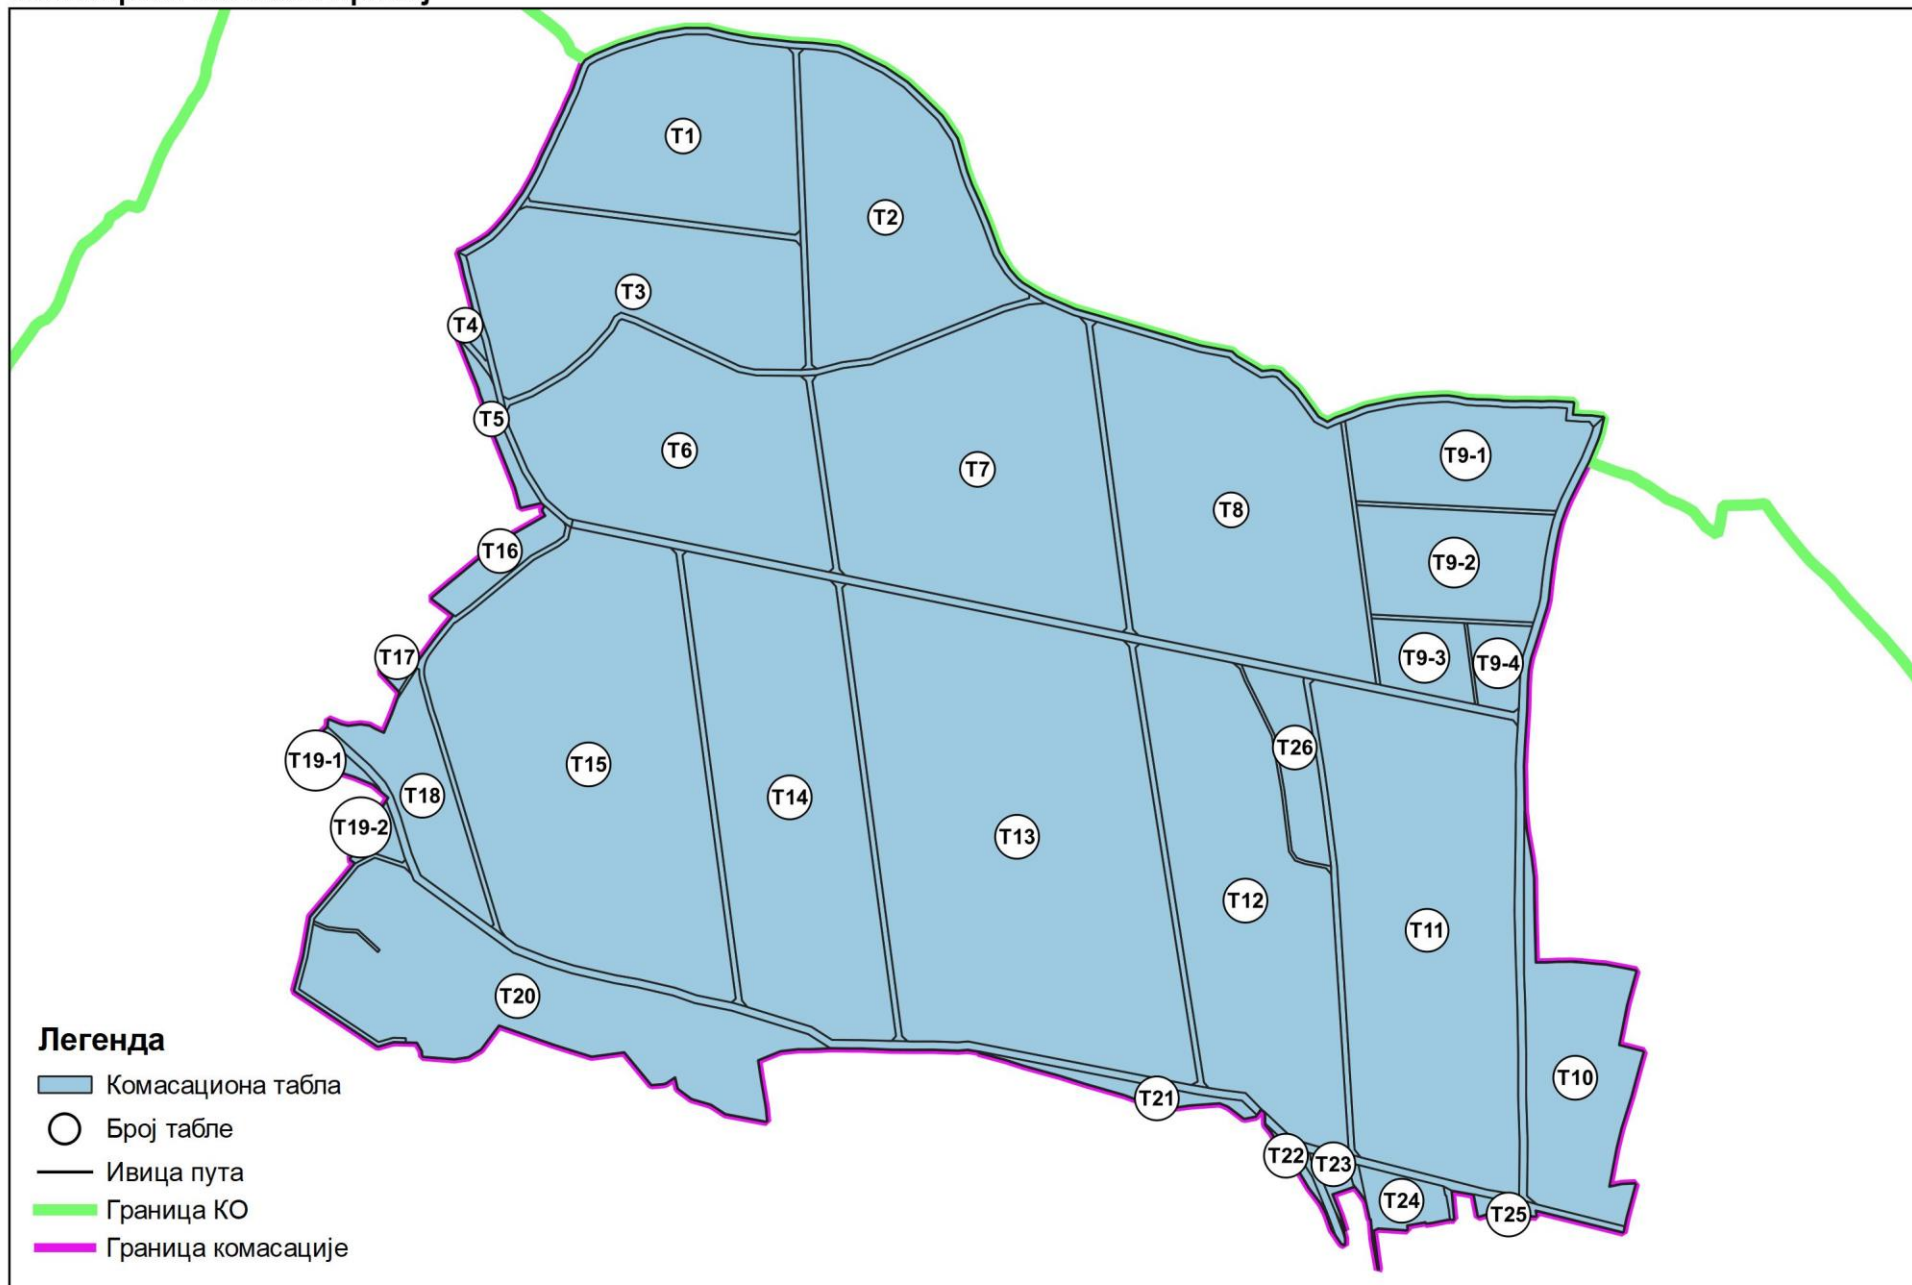 T1
T2
T3
T4
T5
T6
T7
T8
T9-1
T9-2
T9-3
T9-4
T16
T17
T19-1
T19-2
T18
T15
T14
T13
T26
T12
T11
T20
T10
T21
T22
T23
T24
T25
Легенда
Комасациона табла
Број табле
Ивица пута
Граница КО
Граница комасације